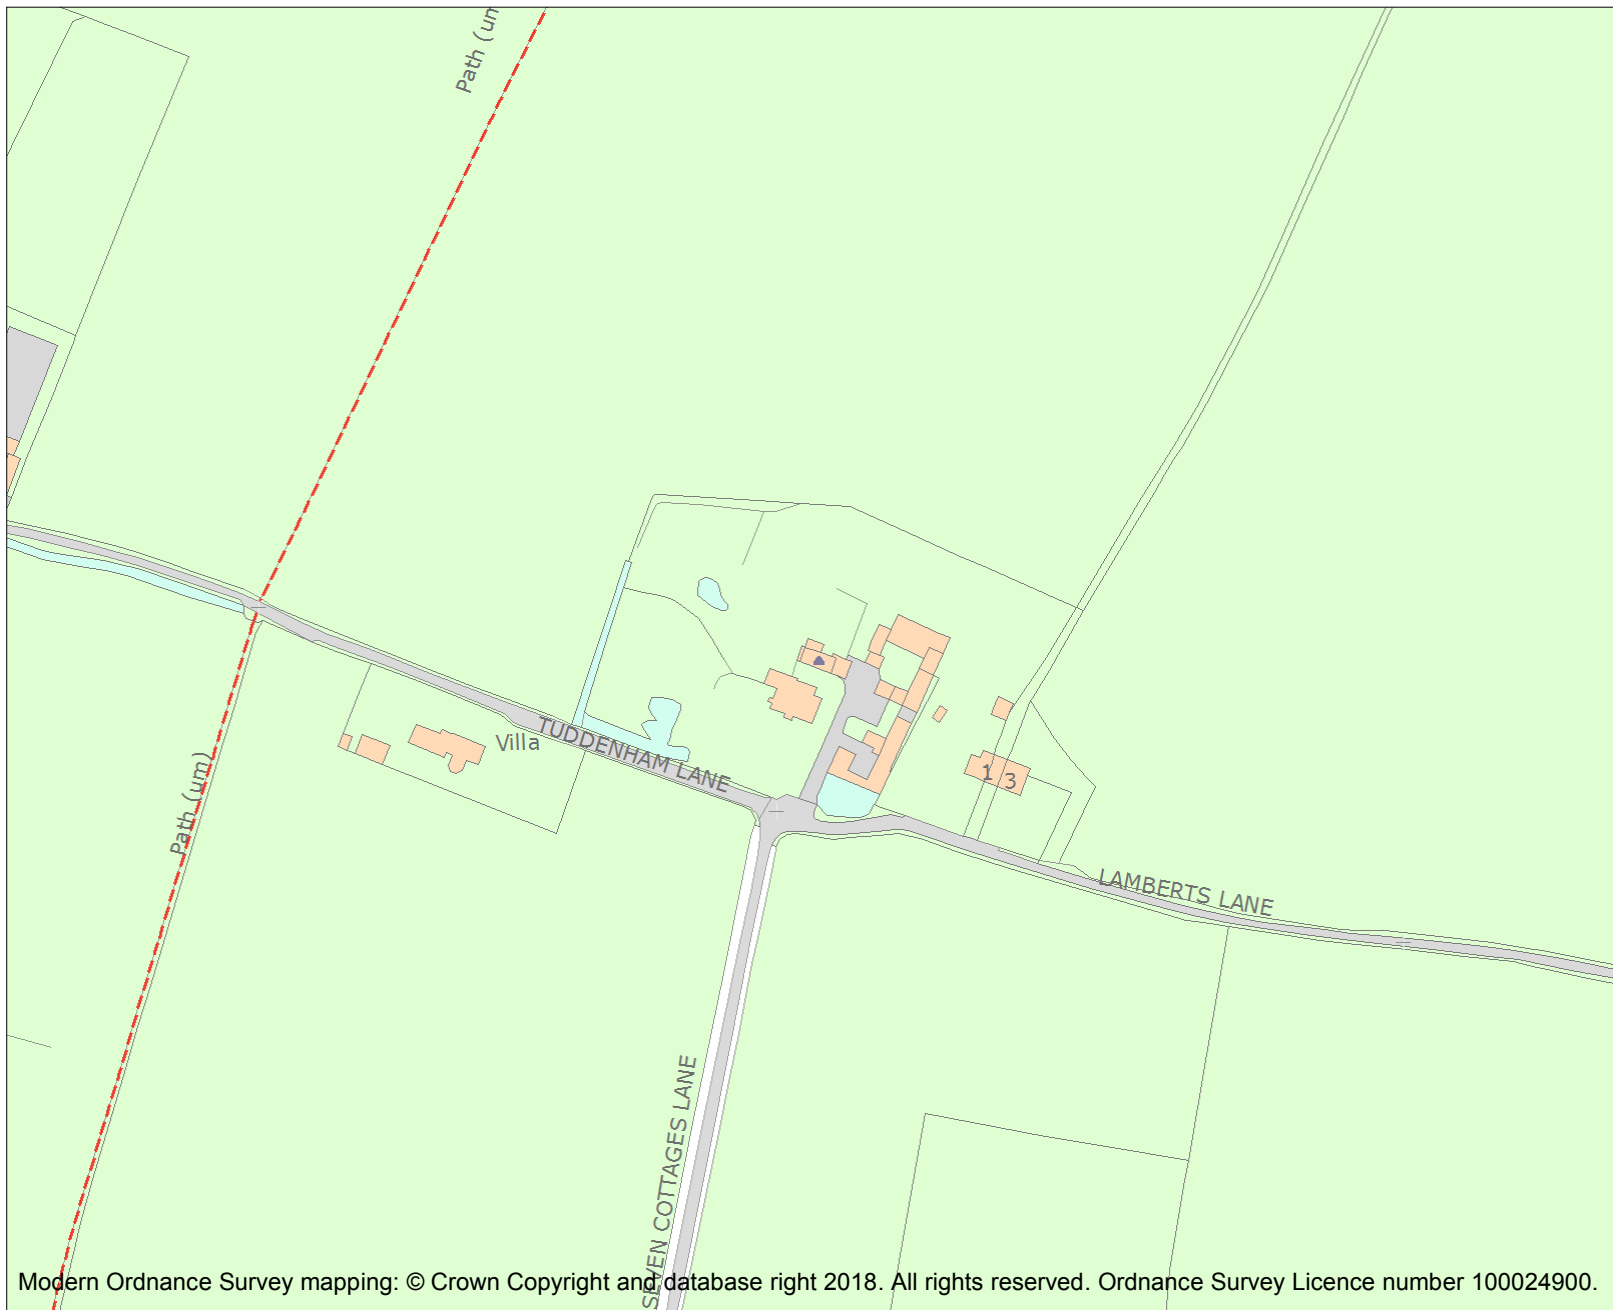 Path (um
Villa
TUDDENHAM LANE
Path (um)
1
3
LAMBERTS LANE
SEVEN COTTAGES LANE
Modern Ordnance Survey mapping: © Crown Copyright and database right 2018. All rights reserved. Ordnance Survey Licence number 100024900.